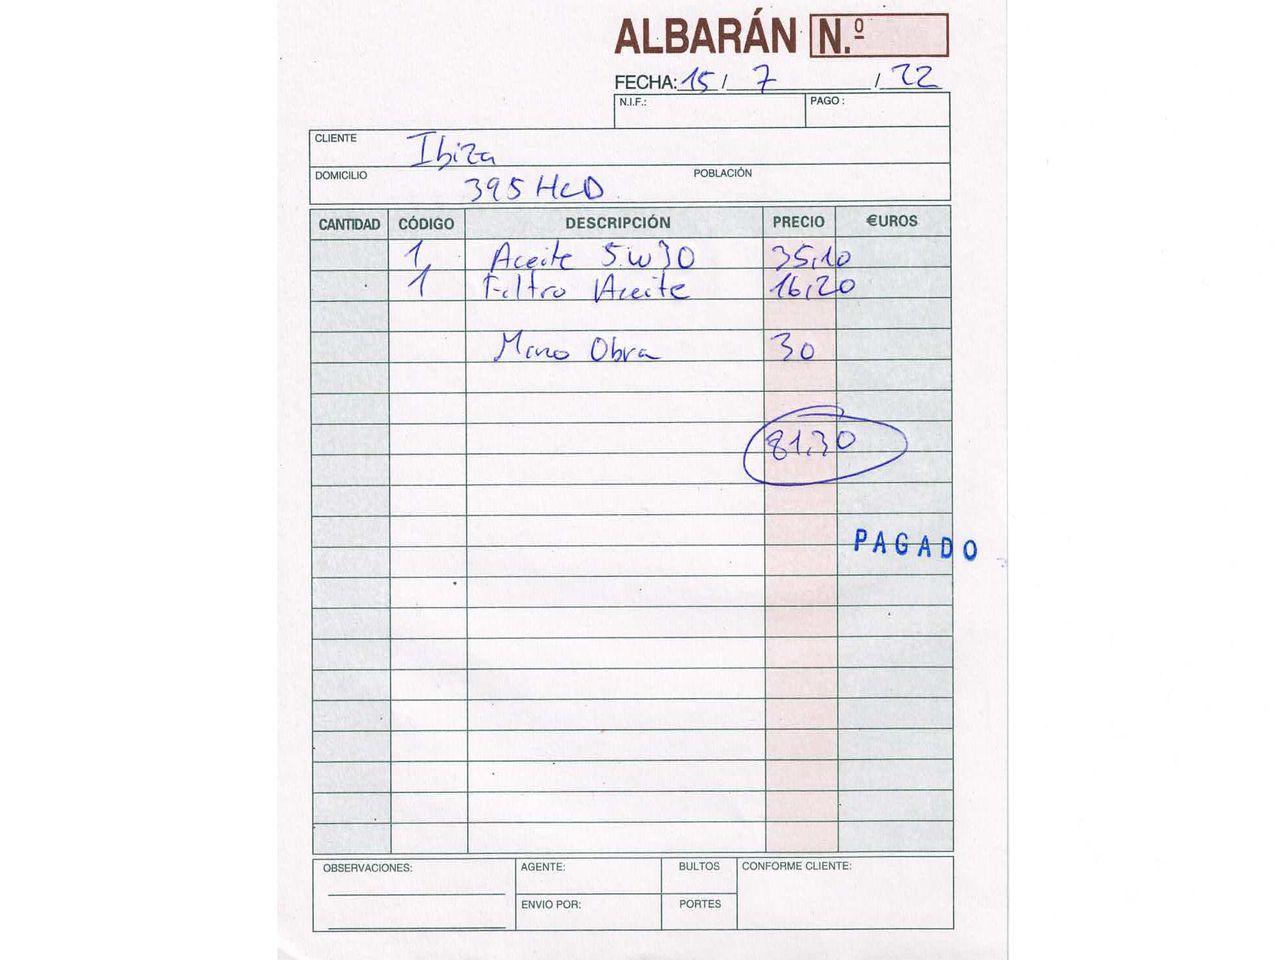 ALBARÁN N.º
FECHA: 15 / 7 / 22
N.I.F.: PAGO:
CLIENTE Ibiza
DOMICILIO 395 HCD POBLACIÓN
CANTIDAD CÓDIGO DESCRIPCIÓN PRECIO €UROS
1 Aceite 5w30 35,10
1 Filtro Aceite 16,20
Mano Obra 30
81,30
PAGADO
OBSERVACIONES: AGENTE: BULTOS CONFORME CLIENTE:
ENVIO POR: PORTES